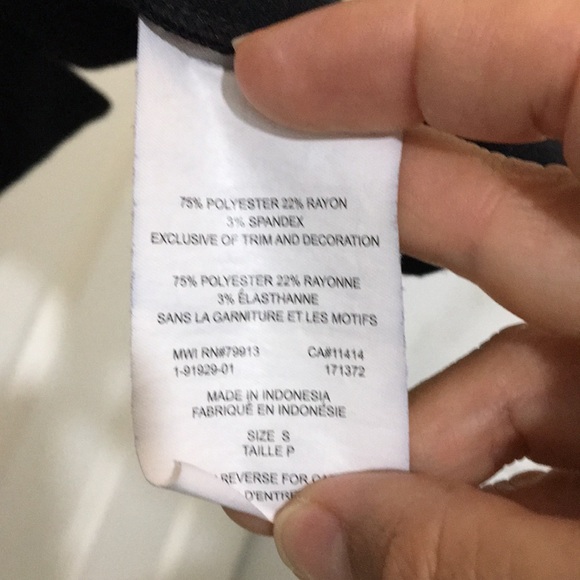 75% POLYESTER 22% RAYON
3% SPANDEX
EXCLUSIVE OF TRIM AND DECORATION
75% POLYESTER 22% RAYONNE
3% ÉLASTHANNE
SANS LA GARNITURE ET LES MOTIFS
MWI RN#79913 CA#11414
1-91929-01 171372
MADE IN INDONESIA
FABRIQUÉ EN INDONÉSIE
SIZE S
TAILLE P
REVERSE FOR